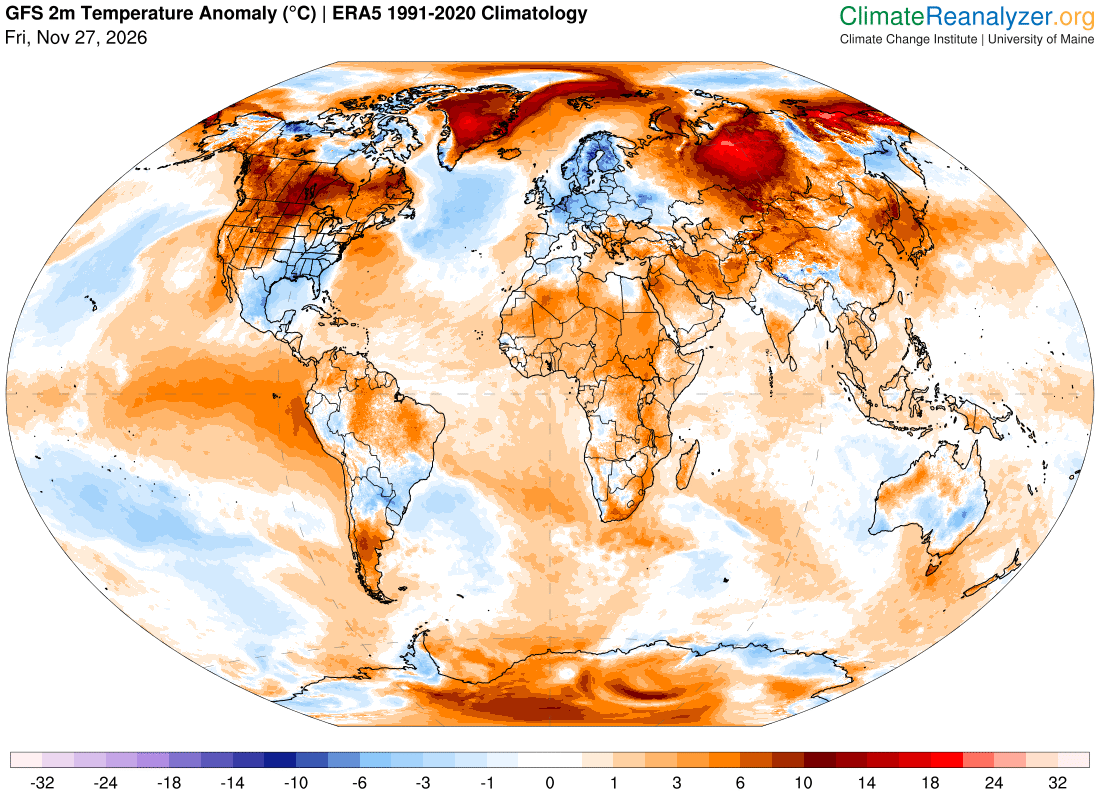 GFS 2m Temperature Anomaly (°C) | ERA5 1991-2020 Climatology
Fri, Nov 27, 2026
ClimateReanalyzer.org
Climate Change Institute | University of Maine
-32 -24 -18 -14 -10 -6 -3 -1 0 1 3 6 10 14 18 24 32